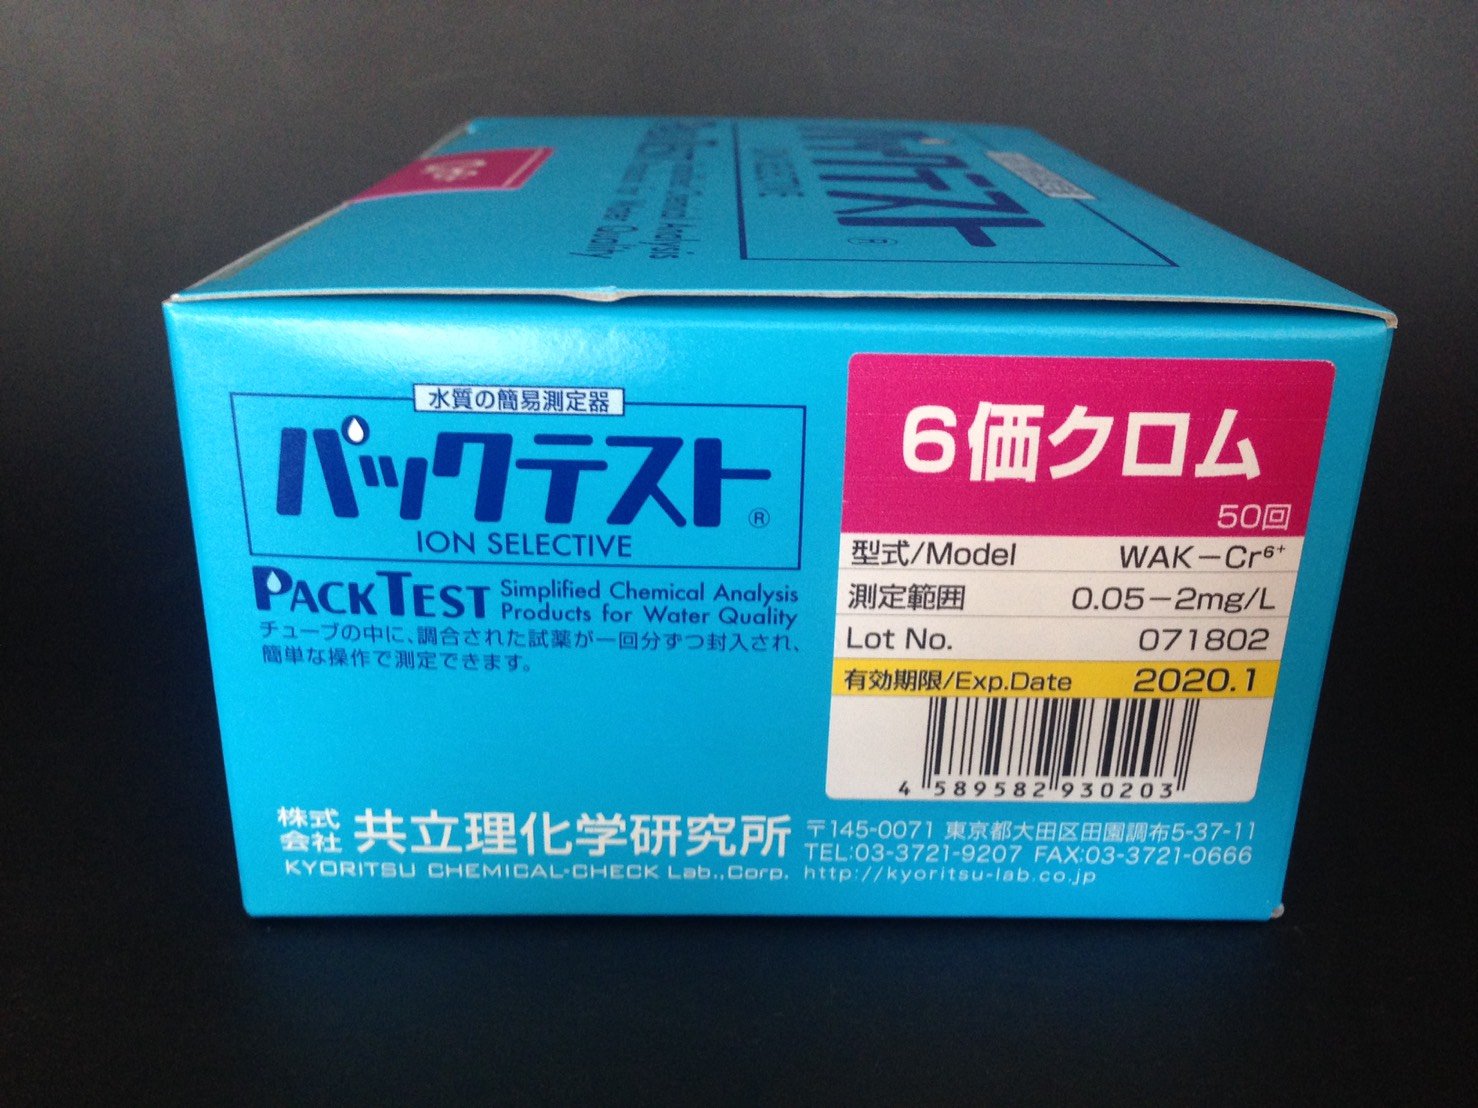 パックテスト®
水質の簡易測定器
パックテスト®
ION SELECTIVE
PACKTEST Simplified Chemical Analysis
Products for Water Quality
チューブの中に、調合された試薬が一回分ずつ封入され、
簡単な操作で測定できます。
6価クロム
50回
型式/Model WAK-Cr⁶⁺
測定範囲 0.05-2mg/L
Lot No. 071802
有効期限/Exp.Date 2020.1
4 589582 930203
株式会社 共立理化学研究所
KYORITSU CHEMICAL-CHECK Lab.,Corp.
〒145-0071 東京都大田区田園調布5-37-11
TEL:03-3721-9207 FAX:03-3721-0666
http://kyoritsu-lab.co.jp